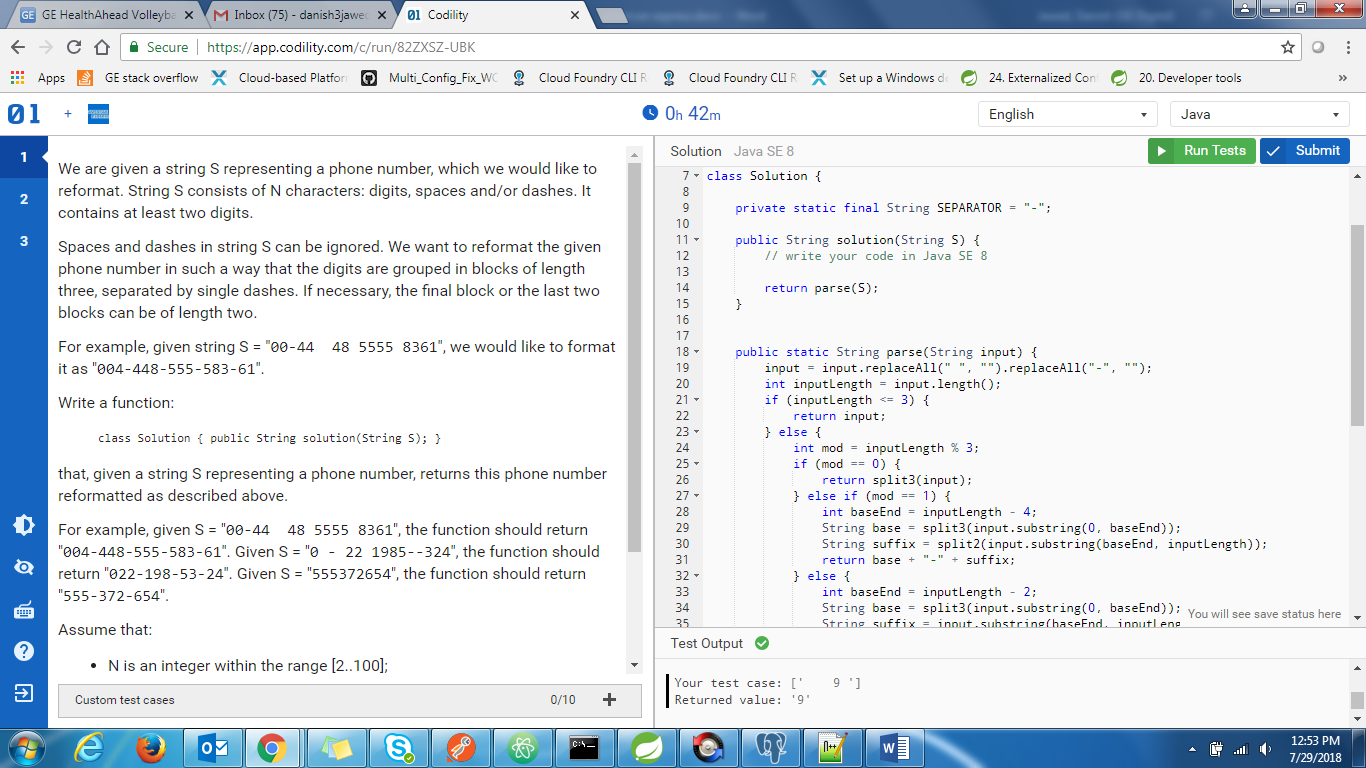 GE HealthAhead Volleyba
Inbox (75) - danish3jawed
Codility
Secure
https://app.codility.com/c/run/82ZXSZ-UBK
Apps
GE stack overflow
Cloud-based Platfor
Multi_Config_Fix_WC
Cloud Foundry CLI R
Cloud Foundry CLI R
Set up a Windows d
24. Externalized Con
20. Developer tools
»
01
+
0h 42m
English
Java
1
2
3
We are given a string S representing a phone number, which we would like to
reformat. String S consists of N characters: digits, spaces and/or dashes. It
contains at least two digits.
Spaces and dashes in string S can be ignored. We want to reformat the given
phone number in such a way that the digits are grouped in blocks of length
three, separated by single dashes. If necessary, the final block or the last two
blocks can be of length two.
For example, given string S = "00-44  48 5555 8361", we would like to format
it as "004-448-555-583-61".
Write a function:
class Solution { public String solution(String S); }
that, given a string S representing a phone number, returns this phone number
reformatted as described above.
For example, given S = "00-44  48 5555 8361", the function should return
"004-448-555-583-61". Given S = "0 - 22 1985--324", the function should
return "022-198-53-24". Given S = "555372654", the function should return
"555-372-654".
Assume that:
• N is an integer within the range [2..100];
Custom test cases
0/10
+
Solution Java SE 8
Run Tests
Submit
7 class Solution {
8
9 private static final String SEPARATOR = "-";
10
11 public String solution(String S) {
12 // write your code in Java SE 8
13
14 return parse(S);
15 }
16
17
18 public static String parse(String input) {
19 input = input.replaceAll(" ", "").replaceAll("-", "");
20 int inputLength = input.length();
21 if (inputLength <= 3) {
22 return input;
23 } else {
24 int mod = inputLength % 3;
25 if (mod == 0) {
26 return split3(input);
27 } else if (mod == 1) {
28 int baseEnd = inputLength - 4;
29 String base = split3(input.substring(0, baseEnd));
30 String suffix = split2(input.substring(baseEnd, inputLength));
31 return base + "-" + suffix;
32 } else {
33 int baseEnd = inputLength - 2;
34 String base = split3(input.substring(0, baseEnd));
35 String suffix = input.substring(baseEnd, inputLeng
You will see save status here
Test Output
Your test case: ['    9 ']
Returned value: '9'
12:53 PM
7/29/2018